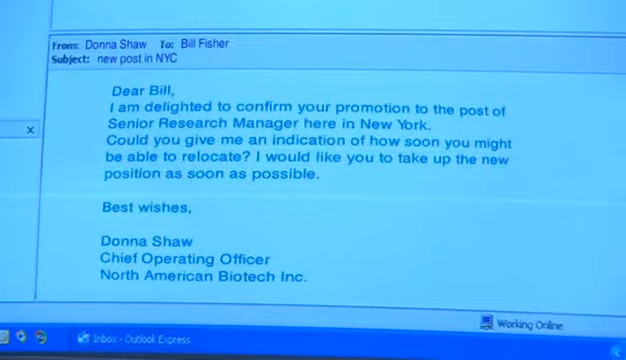 From: Donna Shaw To: Bill Fisher
Subject: new post in NYC
Dear Bill,
I am delighted to confirm your promotion to the post of
Senior Research Manager here in New York.
Could you give me an indication of how soon you might
be able to relocate? I would like you to take up the new
position as soon as possible.
Best wishes,
Donna Shaw
Chief Operating Officer
North American Biotech Inc.
Working Online
Inbox - Outlook Express